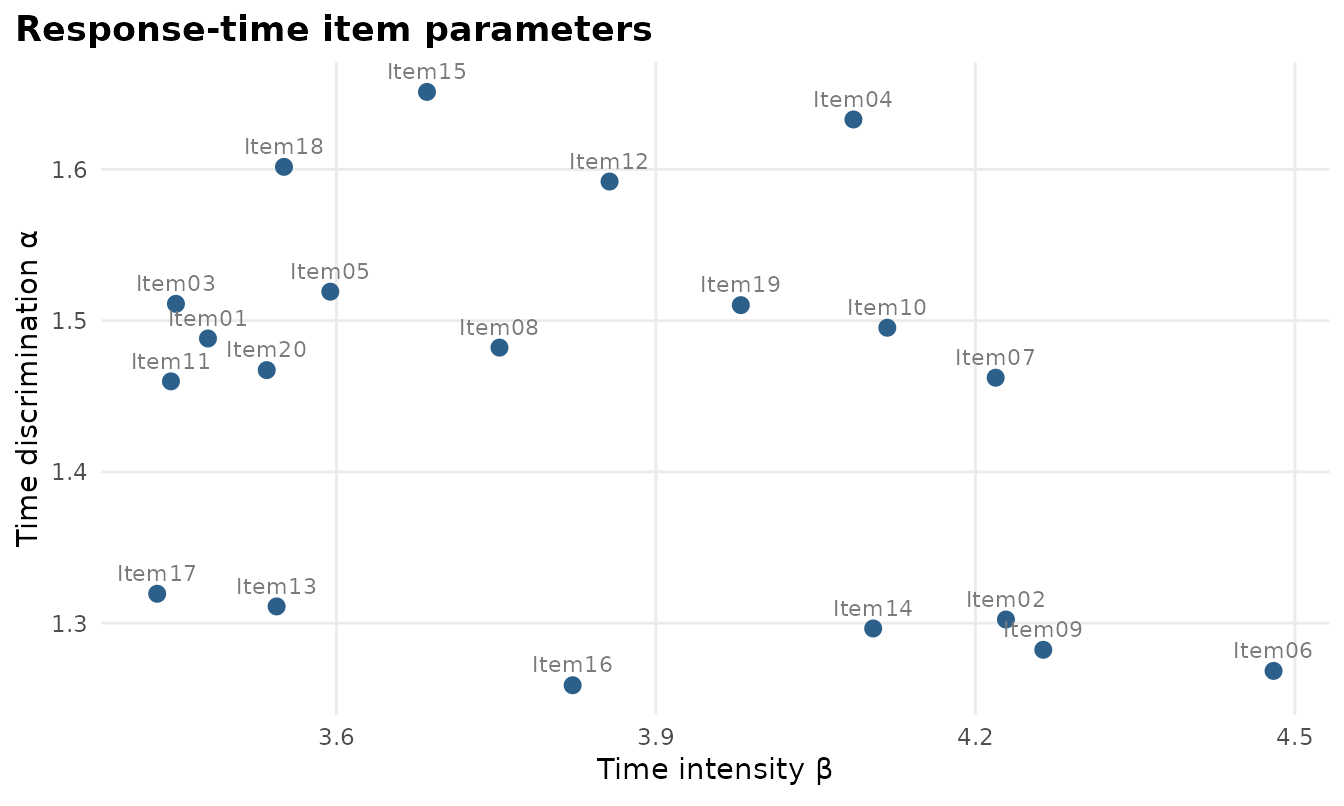 Response-time item parameters
Item15
Item04
Item18
Item12
1.6
Item03
Item05
Item19
Item10
Item01
1.5
Item08
Item20
Item11
Item07
1.4
Item17
Item13
Item14
Item02
1.3
Item09
Item16
Item06
3.6
3.9
4.2
4.5
Time intensity β
Time discrimination α